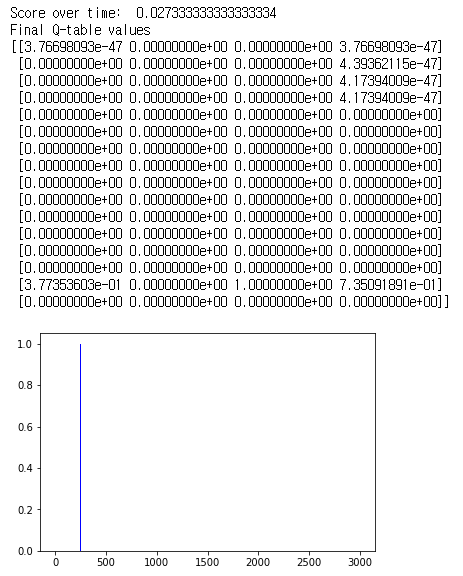 Score over time: 0.027333333333333334
Final Q-table values
[[3.76698093e-47 0.00000000e+00 0.00000000e+00 3.76698093e-47]
[0.00000000e+00 0.00000000e+00 0.00000000e+00 4.39362115e-47]
[0.00000000e+00 0.00000000e+00 0.00000000e+00 4.17394009e-47]
[0.00000000e+00 0.00000000e+00 0.00000000e+00 4.17394009e-47]
[0.00000000e+00 0.00000000e+00 0.00000000e+00 0.00000000e+00]
[0.00000000e+00 0.00000000e+00 0.00000000e+00 0.00000000e+00]
[0.00000000e+00 0.00000000e+00 0.00000000e+00 0.00000000e+00]
[0.00000000e+00 0.00000000e+00 0.00000000e+00 0.00000000e+00]
[0.00000000e+00 0.00000000e+00 0.00000000e+00 0.00000000e+00]
[0.00000000e+00 0.00000000e+00 0.00000000e+00 0.00000000e+00]
[0.00000000e+00 0.00000000e+00 0.00000000e+00 0.00000000e+00]
[0.00000000e+00 0.00000000e+00 0.00000000e+00 0.00000000e+00]
[0.00000000e+00 0.00000000e+00 0.00000000e+00 0.00000000e+00]
[0.00000000e+00 0.00000000e+00 0.00000000e+00 0.00000000e+00]
[3.77353603e-01 0.00000000e+00 1.00000000e+00 7.35091891e-01]
[0.00000000e+00 0.00000000e+00 0.00000000e+00 0.00000000e+00]]
1.0
0.8
0.6
0.4
0.2
0.0
0 500 1000 1500 2000 2500 3000